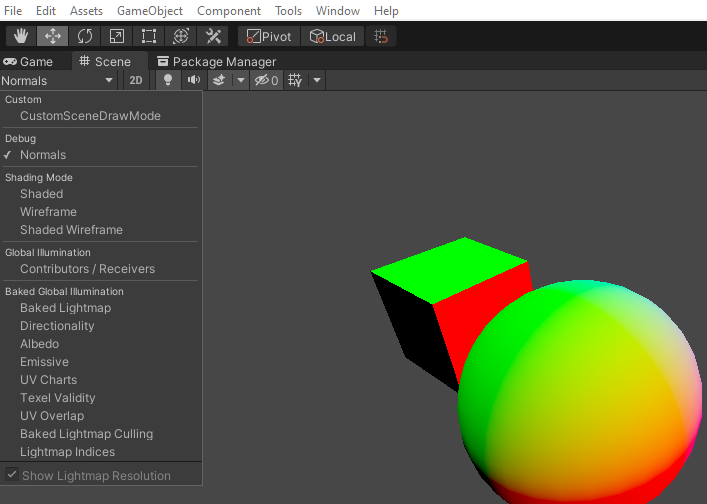 File Edit Assets GameObject Component Tools Window Help
Pivot Local
Game Scene Package Manager
Normals 2D 0
Custom
CustomSceneDrawMode
Debug
Normals
Shading Mode
Shaded
Wireframe
Shaded Wireframe
Global Illumination
Contributors / Receivers
Baked Global Illumination
Baked Lightmap
Directionality
Albedo
Emissive
UV Charts
Texel Validity
UV Overlap
Baked Lightmap Culling
Lightmap Indices
Show Lightmap Resolution